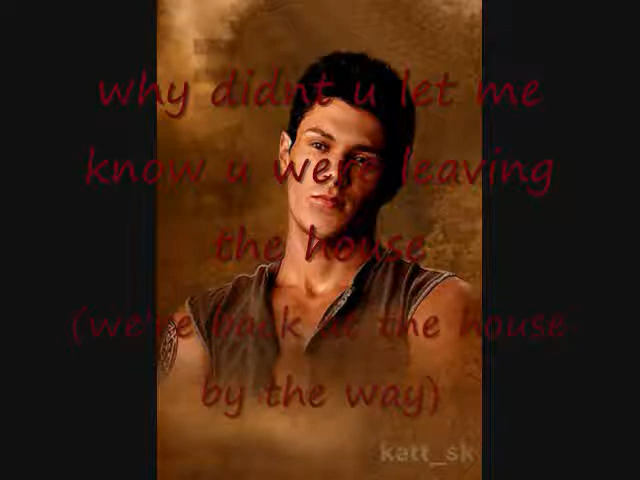 why didnt u let me
know u were leaving
the house
(we're back at the house
by the way)
katt_sk